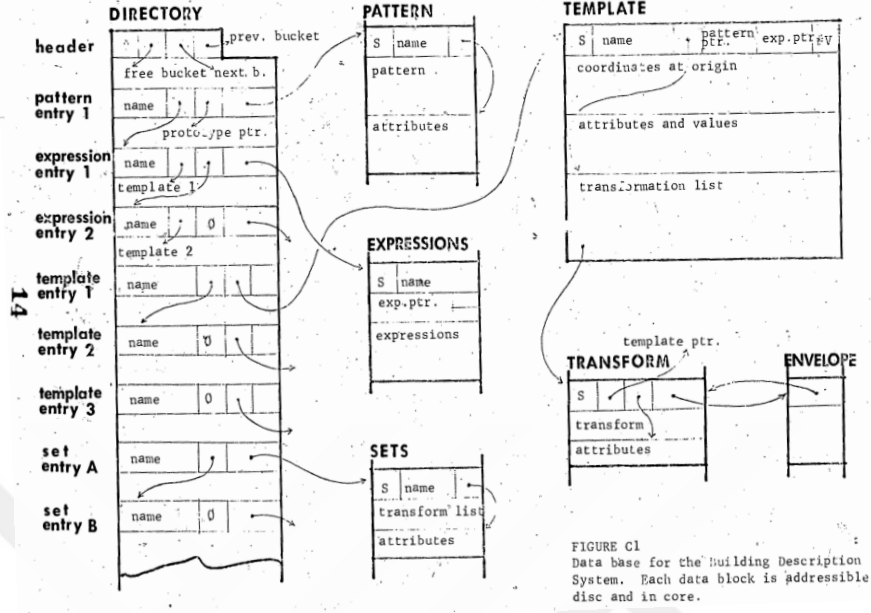 DIRECTORY
header
prev. bucket
free bucket next. b.
pattern
entry 1
name
prototype ptr.
expression
entry 1
name
template 1
expression
entry 2
name 0
template 2
template
entry 1
name
template
entry 2
name 0
template
entry 3
name 0
set
entry A
name
set
entry B
name 0
14
PATTERN
S name
pattern
attributes
EXPRESSIONS
S name
exp.ptr.
expressions
SETS
S name
transform list
attributes
TEMPLATE
S name pattern ptr. exp.ptr
coordinates at origin
attributes and values
transformation list
template ptr.
TRANSFORM
S
transform
attributes
ENVELOPE
FIGURE C1
Data base for the Building Description
System. Each data block is addressible
disc and in core.